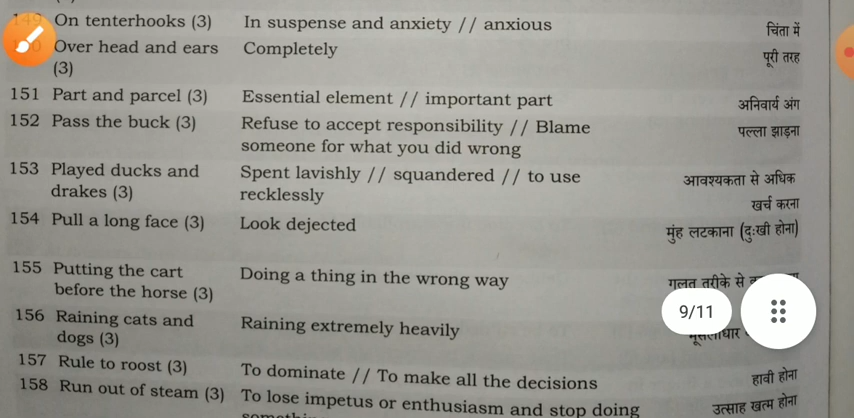 149 On tenterhooks (3) In suspense and anxiety // anxious चिंता में
Over head and ears Completely पूरी तरह
(3)
151 Part and parcel (3) Essential element // important part अनिवार्य अंग
152 Pass the buck (3) Refuse to accept responsibility // Blame पल्ला झाड़ना
someone for what you did wrong
153 Played ducks and Spent lavishly // squandered // to use आवश्यकता से अधिक
drakes (3) recklessly खर्च करना
154 Pull a long face (3) Look dejected मुंह लटकाना (दुःखी होना)
155 Putting the cart Doing a thing in the wrong way गलत तरीके से
before the horse (3)
9/11
156 Raining cats and Raining extremely heavily मूसलाधार
dogs (3)
157 Rule to roost (3) To dominate // To make all the decisions हावी होना
158 Run out of steam (3) To lose impetus or enthusiasm and stop doing उत्साह खत्म होना